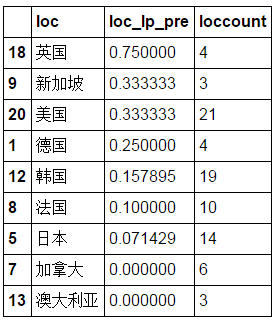 loc loc_lp_pre loccount
18 英国 0.750000 4
9 新加坡 0.333333 3
20 美国 0.333333 21
1 德国 0.250000 4
12 韩国 0.157895 19
8 法国 0.100000 10
5 日本 0.071429 14
7 加拿大 0.000000 6
13 澳大利亚 0.000000 3